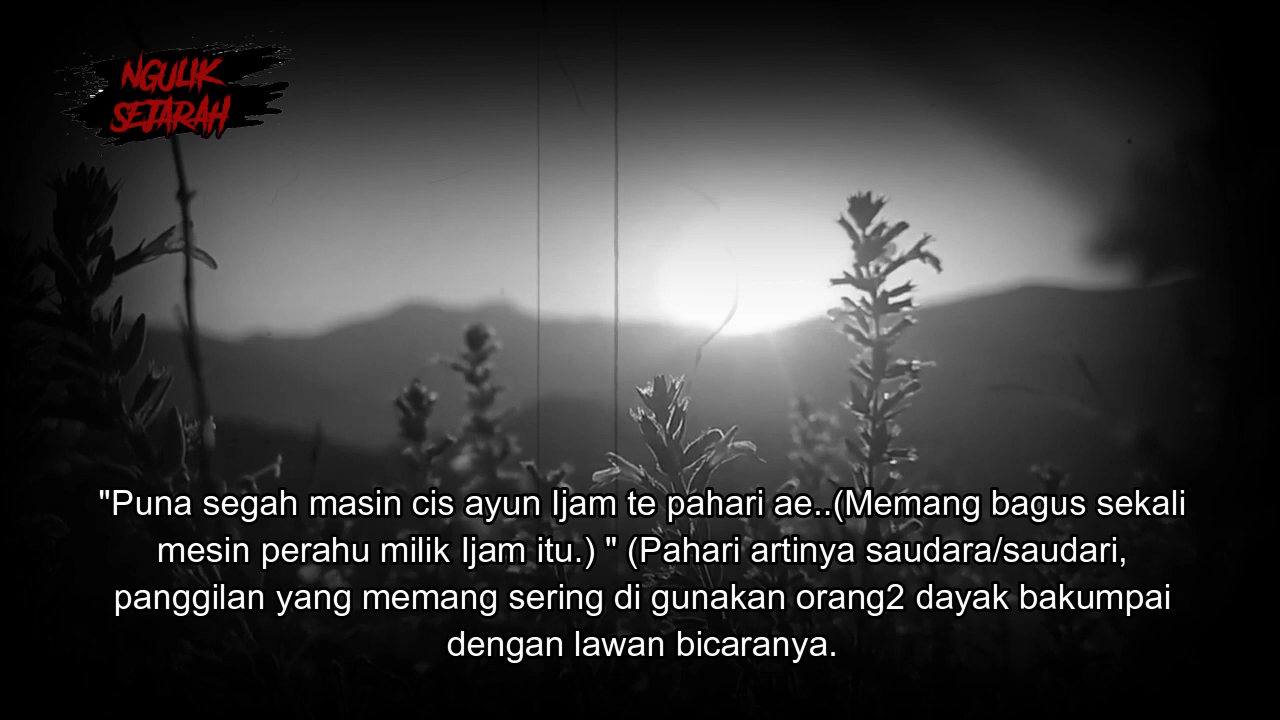 NGULIK
SEJARAH
"Puna segah masin cis ayun Ijam te pahari ae..(Memang bagus sekali
mesin perahu milik Ijam itu.) " (Pahari artinya saudara/saudari,
panggilan yang memang sering di gunakan orang2 dayak bakumpai
dengan lawan bicaranya.